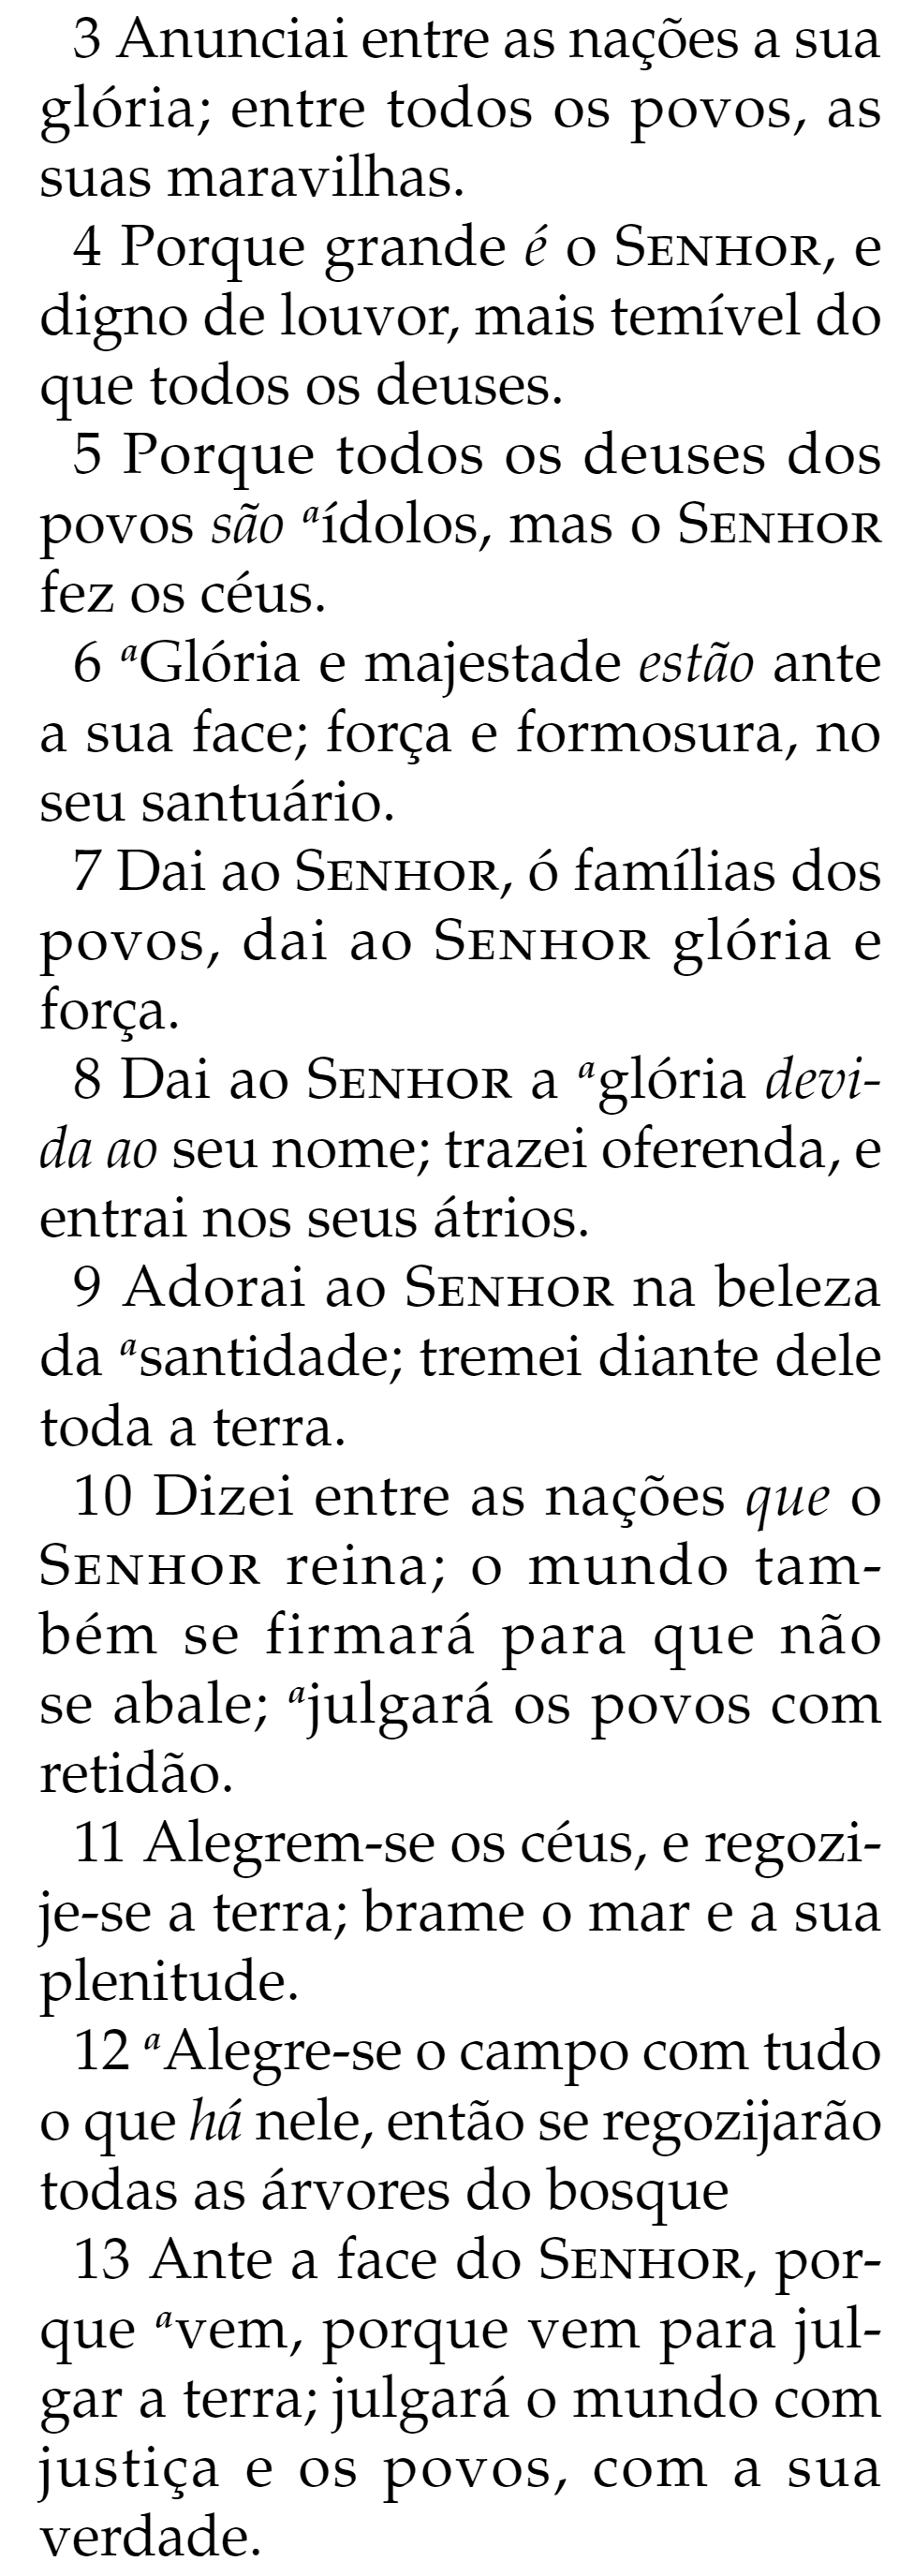 3 Anunciai entre as nações a sua
glória; entre todos os povos, as
suas maravilhas.
4 Porque grande é o SENHOR, e
digno de louvor, mais temível do
que todos os deuses.
5 Porque todos os deuses dos
povos são aídolos, mas o SENHOR
fez os céus.
6 aGlória e majestade estão ante
a sua face; força e formosura, no
seu santuário.
7 Dai ao SENHOR, ó famílias dos
povos, dai ao SENHOR glória e
força.
8 Dai ao SENHOR a aglória devi-
da ao seu nome; trazei oferenda, e
entrai nos seus átrios.
9 Adorai ao SENHOR na beleza
da asantidade; tremei diante dele
toda a terra.
10 Dizei entre as nações que o
SENHOR reina; o mundo tam-
bém se firmará para que não
se abale; ajulgará os povos com
retidão.
11 Alegrem-se os céus, e regozi-
je-se a terra; brame o mar e a sua
plenitude.
12 aAlegre-se o campo com tudo
o que há nele, então se regozijarão
todas as árvores do bosque
13 Ante a face do SENHOR, por-
que avem, porque vem para jul-
gar a terra; julgará o mundo com
justiça e os povos, com a sua
verdade.